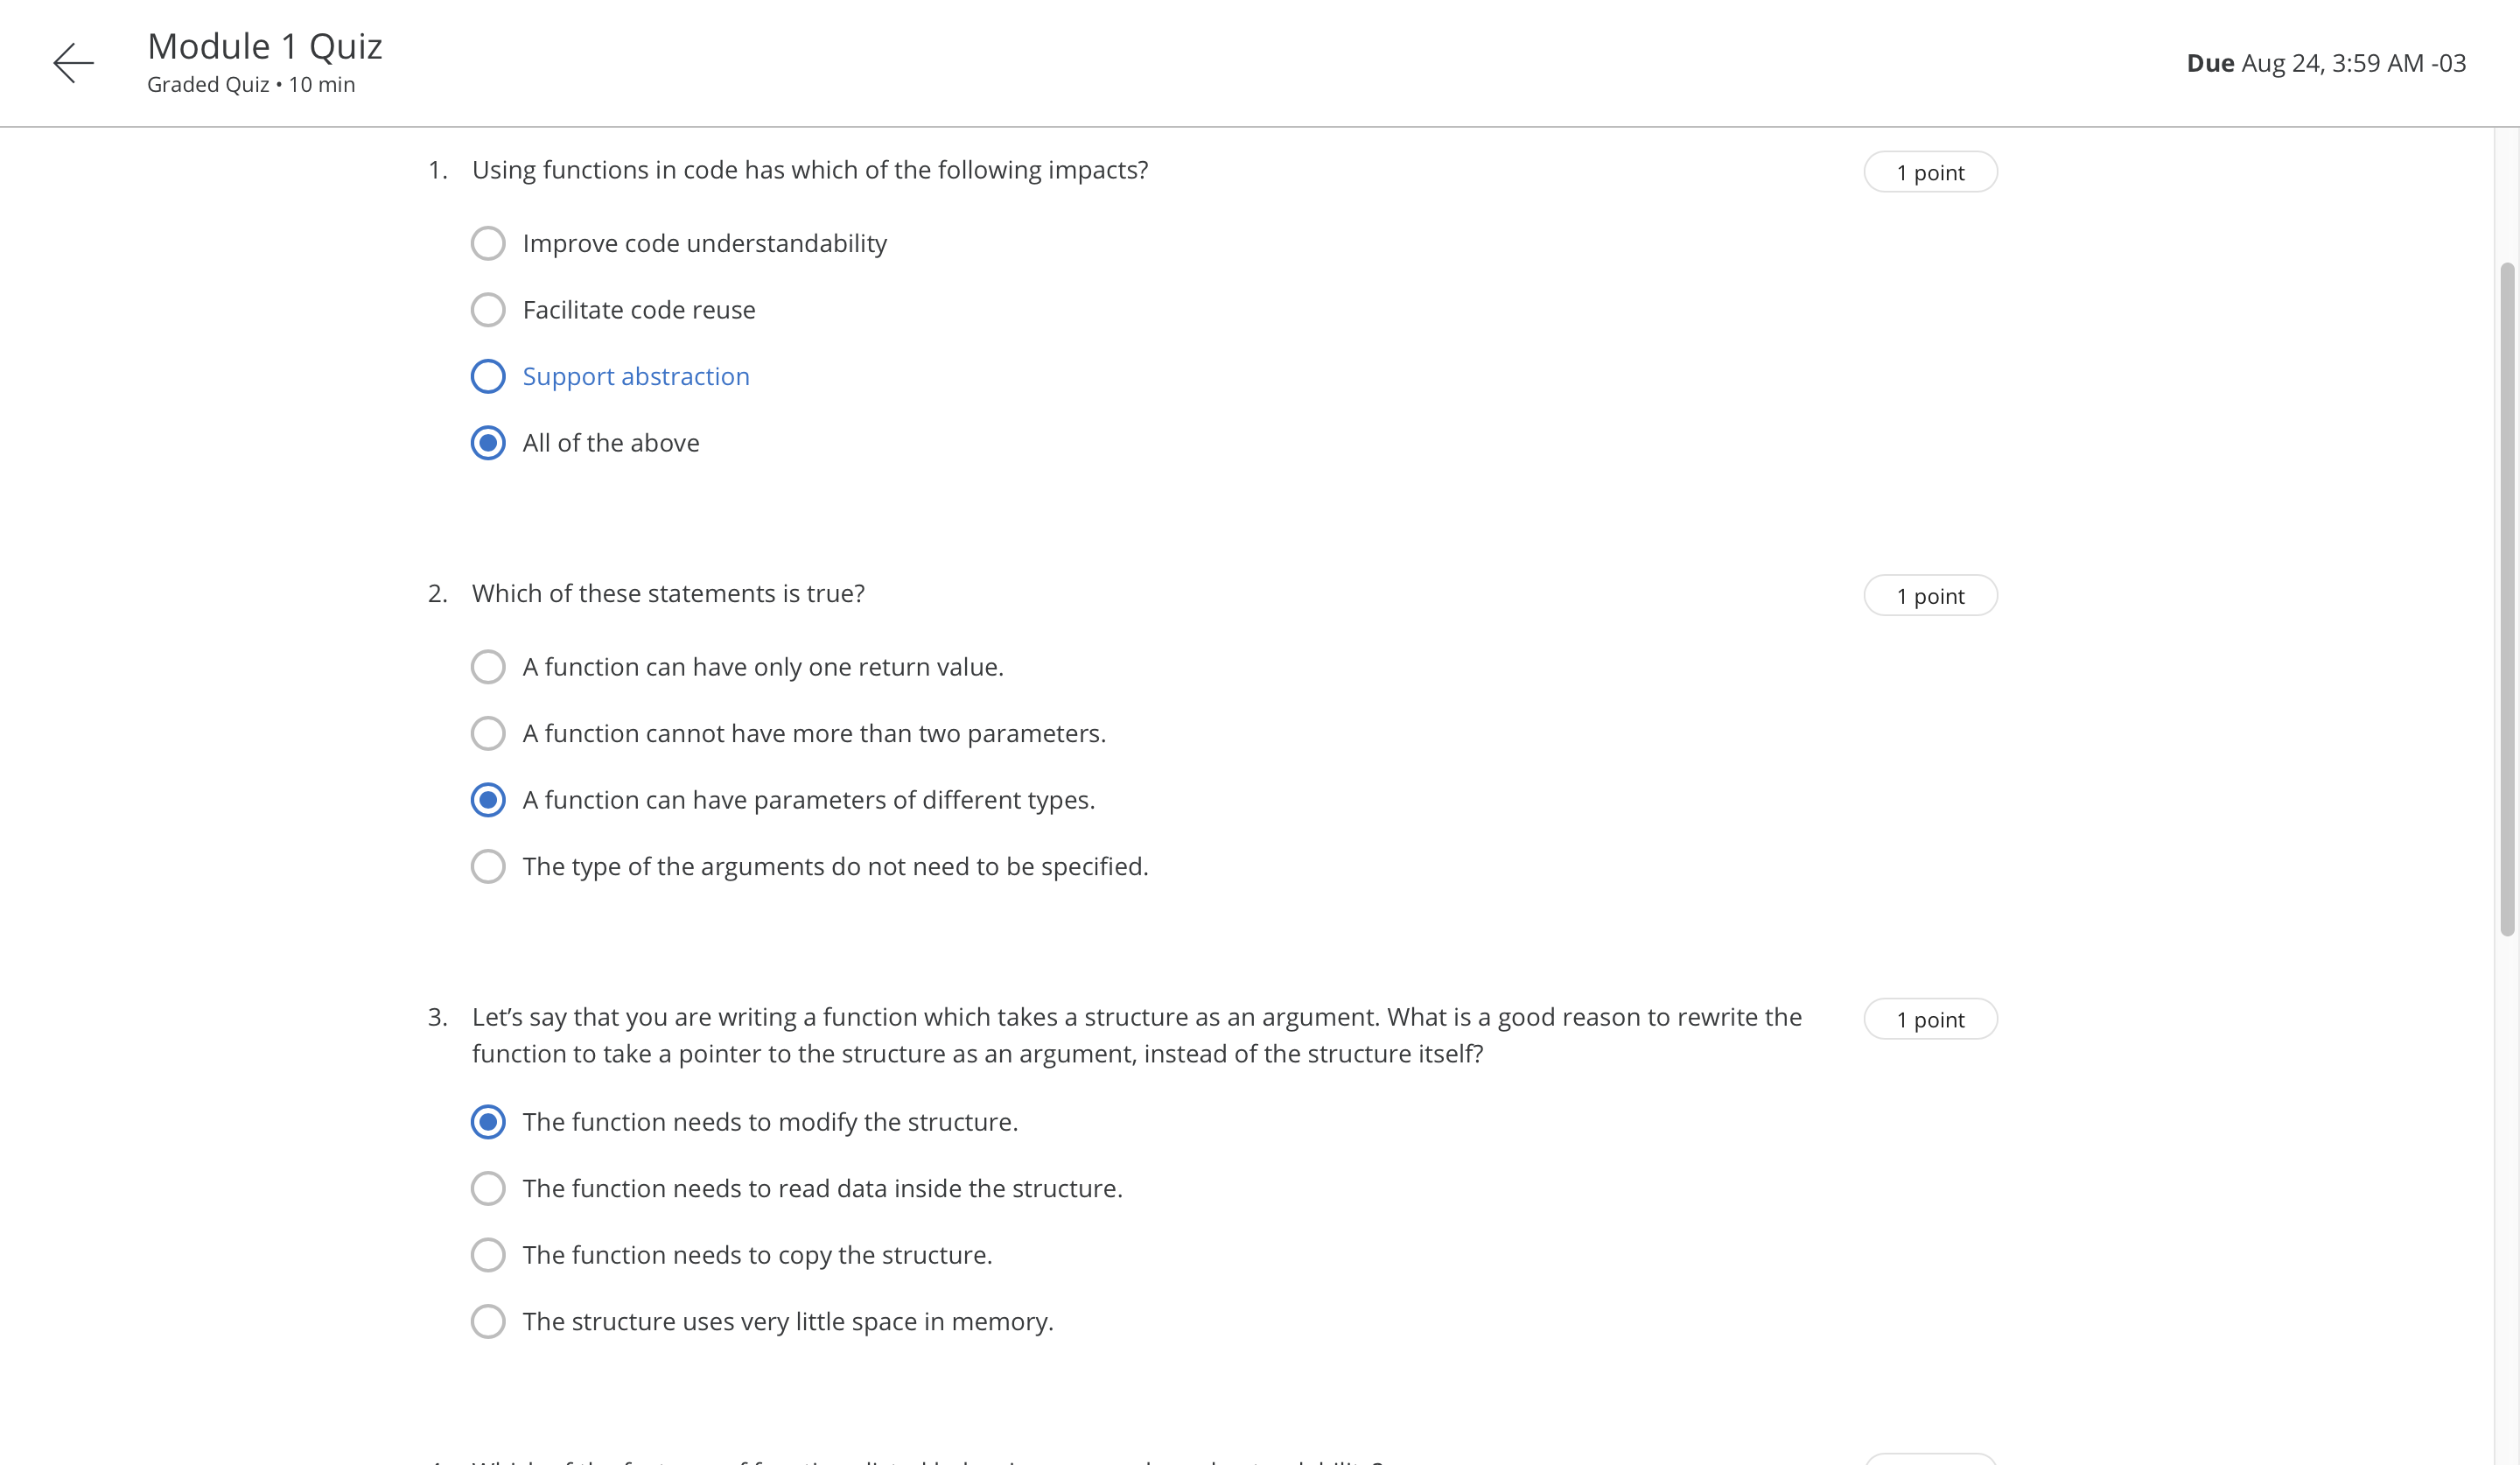 Module 1 Quiz
Graded Quiz • 10 min
Due Aug 24, 3:59 AM -03
1. Using functions in code has which of the following impacts?
1 point
Improve code understandability
Facilitate code reuse
Support abstraction
All of the above
2. Which of these statements is true?
1 point
A function can have only one return value.
A function cannot have more than two parameters.
A function can have parameters of different types.
The type of the arguments do not need to be specified.
3. Let’s say that you are writing a function which takes a structure as an argument. What is a good reason to rewrite the
1 point
function to take a pointer to the structure as an argument, instead of the structure itself?
The function needs to modify the structure.
The function needs to read data inside the structure.
The function needs to copy the structure.
The structure uses very little space in memory.